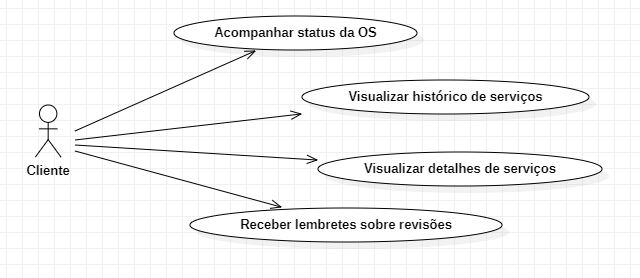 Acompanhar status da OS
Visualizar histórico de serviços
Cliente
Visualizar detalhes de serviços
Receber lembretes sobre revisões